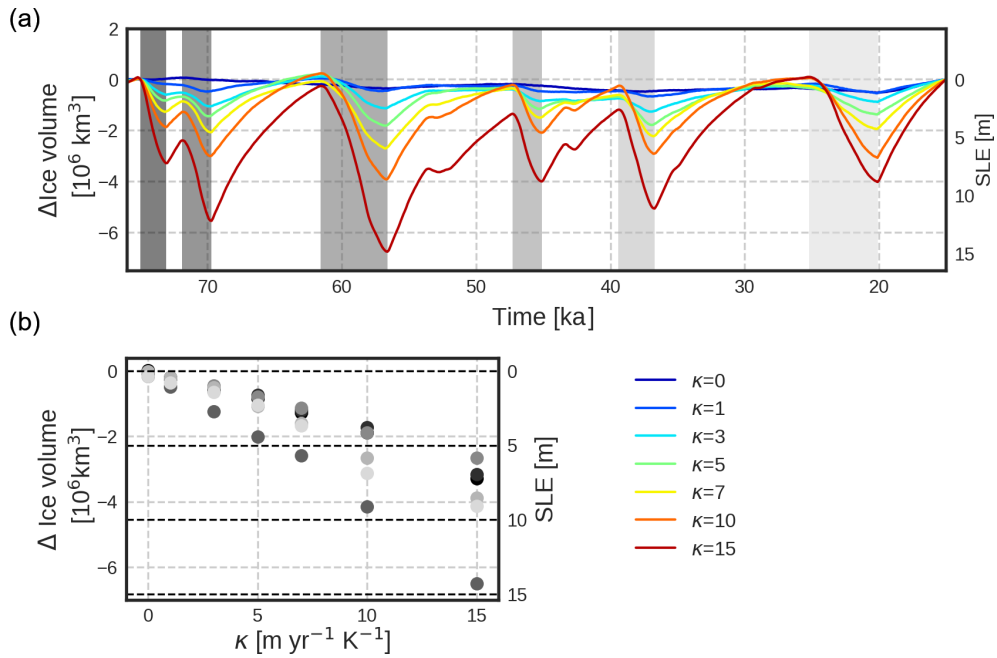 (a)
2
0
−2
−4
−6
ΔIce volume
[10⁶ km³]
0
5
10
15
SLE [m]
70
60
50
40
30
20
Time [ka]
(b)
0
−2
−4
−6
Δ Ice volume
[10⁶km³]
0
5
10
15
SLE [m]
0
5
10
15
κ [m yr⁻¹ K⁻¹]
κ=0
κ=1
κ=3
κ=5
κ=7
κ=10
κ=15